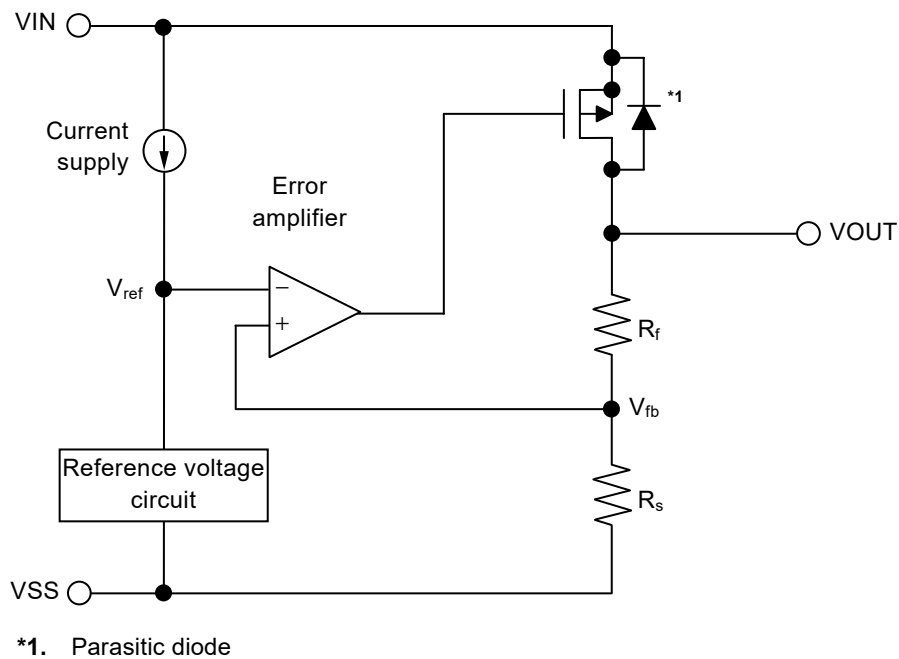 VIN
*1
Current
supply
Error
amplifier
VOUT
Vref
−
+
Rf
Vfb
Reference voltage
circuit
Rs
VSS
*1. Parasitic diode